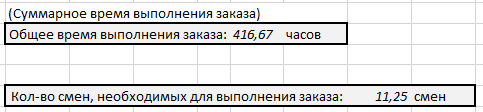 (Суммарное время выполнения заказа)
Общее время выполнения заказа: 416,67 часов
Кол-во смен, необходимых для выполнения заказа: 11,25 смен